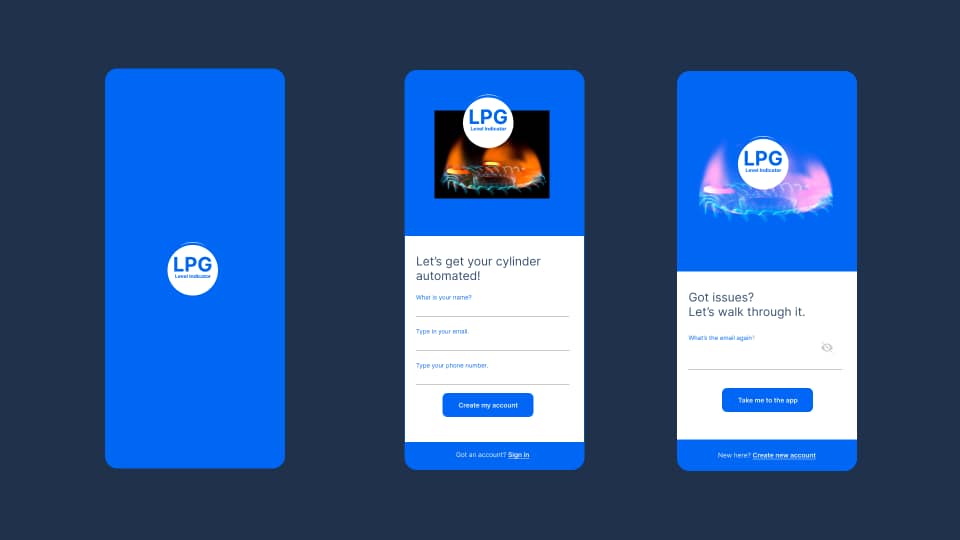 LPG
Level Indicator
LPG
Level Indicator
Let's get your cylinder
automated!
What is your name?
Type in your email.
Type your phone number.
Create my account
Got an account? Sign in
LPG
Level Indicator
Got issues?
Let's walk through it.
What's the email again?
Take me to the app
New here? Create new account